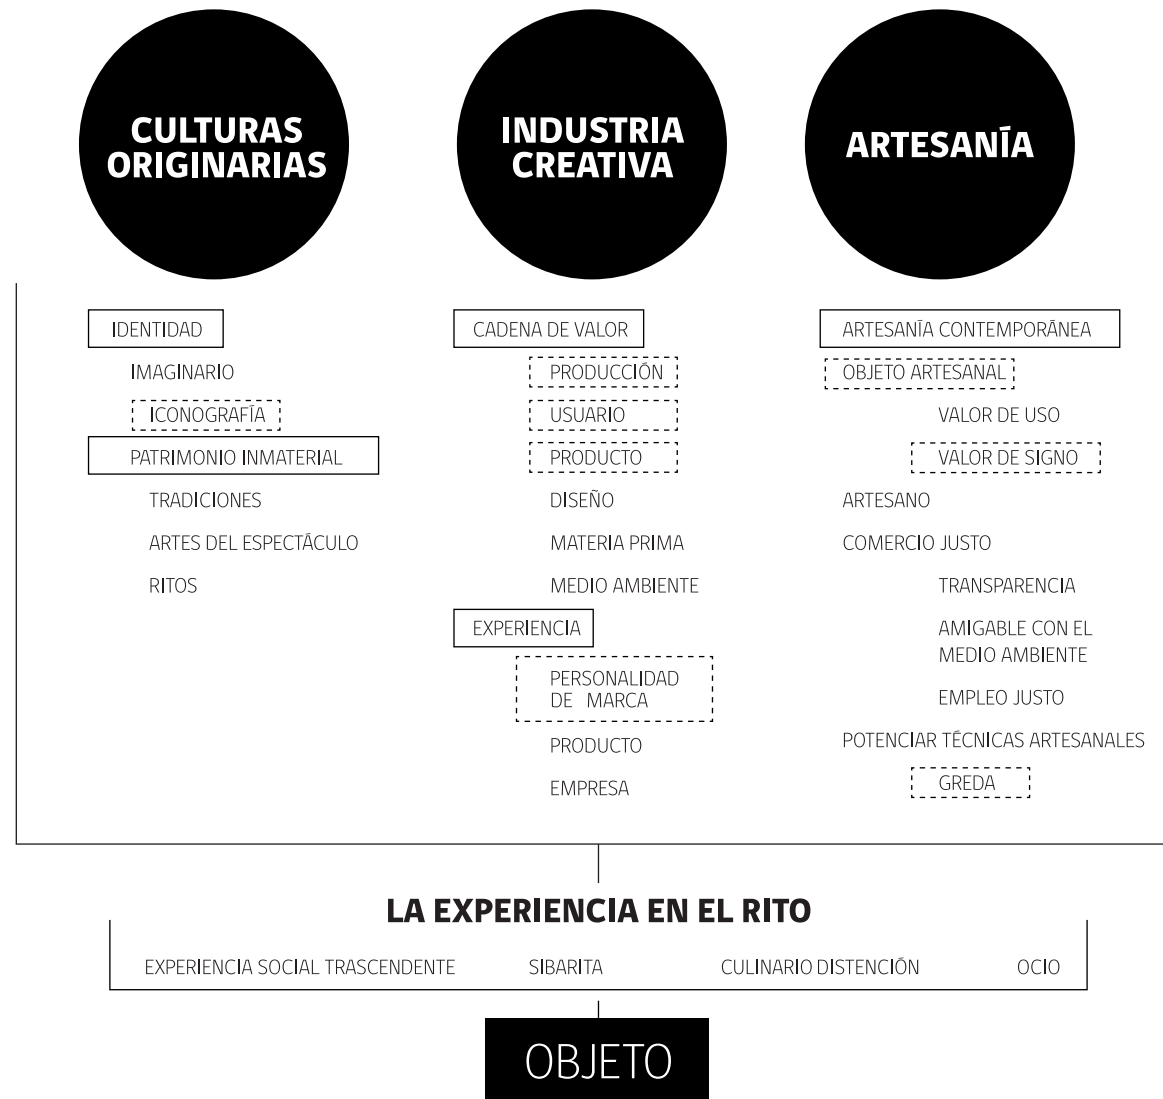 CULTURAS
ORIGINARIAS
INDUSTRIA
CREATIVA
ARTESANÍA
IDENTIDAD
IMAGINARIO
ICONOGRAFÍA
PATRIMONIO INMATERIAL
TRADICIONES
ARTES DEL ESPECTÁCULO
RITOS
CADENA DE VALOR
PRODUCCIÓN
USUARIO
PRODUCTO
DISEÑO
MATERIA PRIMA
MEDIO AMBIENTE
EXPERIENCIA
PERSONALIDAD
DE MARCA
PRODUCTO
EMPRESA
ARTESANÍA CONTEMPORÃNEA
OBJETO ARTESANAL
VALOR DE USO
VALOR DE SIGNO
ARTESANO
COMERCIO JUSTO
TRANSPARENCIA
AMIGABLE CON EL
MEDIO AMBIENTE
EMPLEO JUSTO
POTENCIAR TÉCNICAS ARTESANALES
GREDA
LA EXPERIENCIA EN EL RITO
EXPERIENCIA SOCIAL TRASCENDENTE SIBARITA CULINARIO DISTENCIÓN OCIO
OBJETO